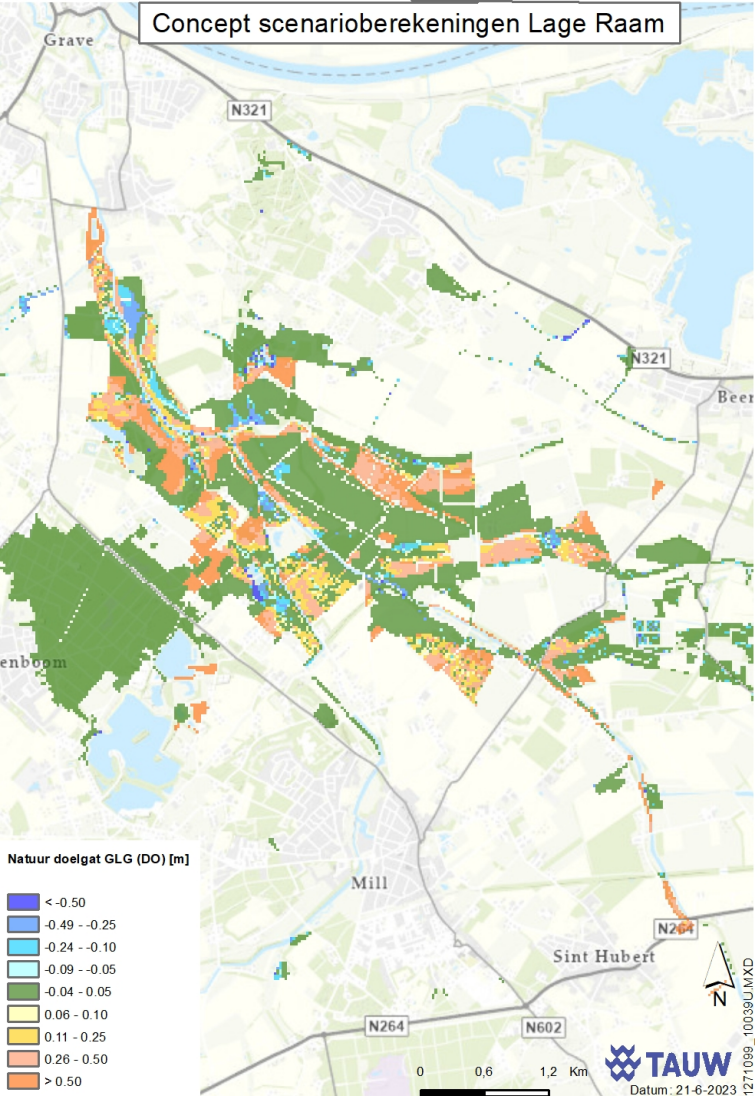 Concept scenarioberekeningen Lage Raam
Grave
N321
N321
Beer
enboom
Mill
Sint Hubert
N264
N264
N602
Natuur doelgat GLG (DO) [m]
< -0.50
-0.49 - -0.25
-0.24 - -0.10
-0.09 - -0.05
-0.04 - 0.05
0.06 - 0.10
0.11 - 0.25
0.26 - 0.50
> 0.50
0 0,6 1,2 Km
N
TAUW
Datum: 21-6-2023
1271099_10039U.MXD